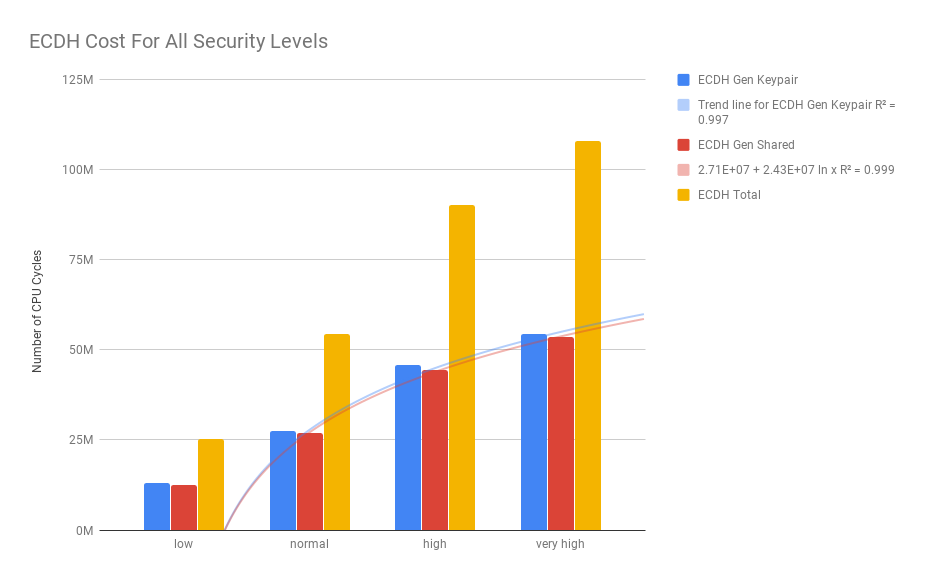 ECDH Cost For All Security Levels
125M
100M
75M
50M
25M
0M
Number of CPU Cycles
low
normal
high
very high
ECDH Gen Keypair
Trend line for ECDH Gen Keypair R² =
0.997
ECDH Gen Shared
2.71E+07 + 2.43E+07 ln x R² = 0.999
ECDH Total